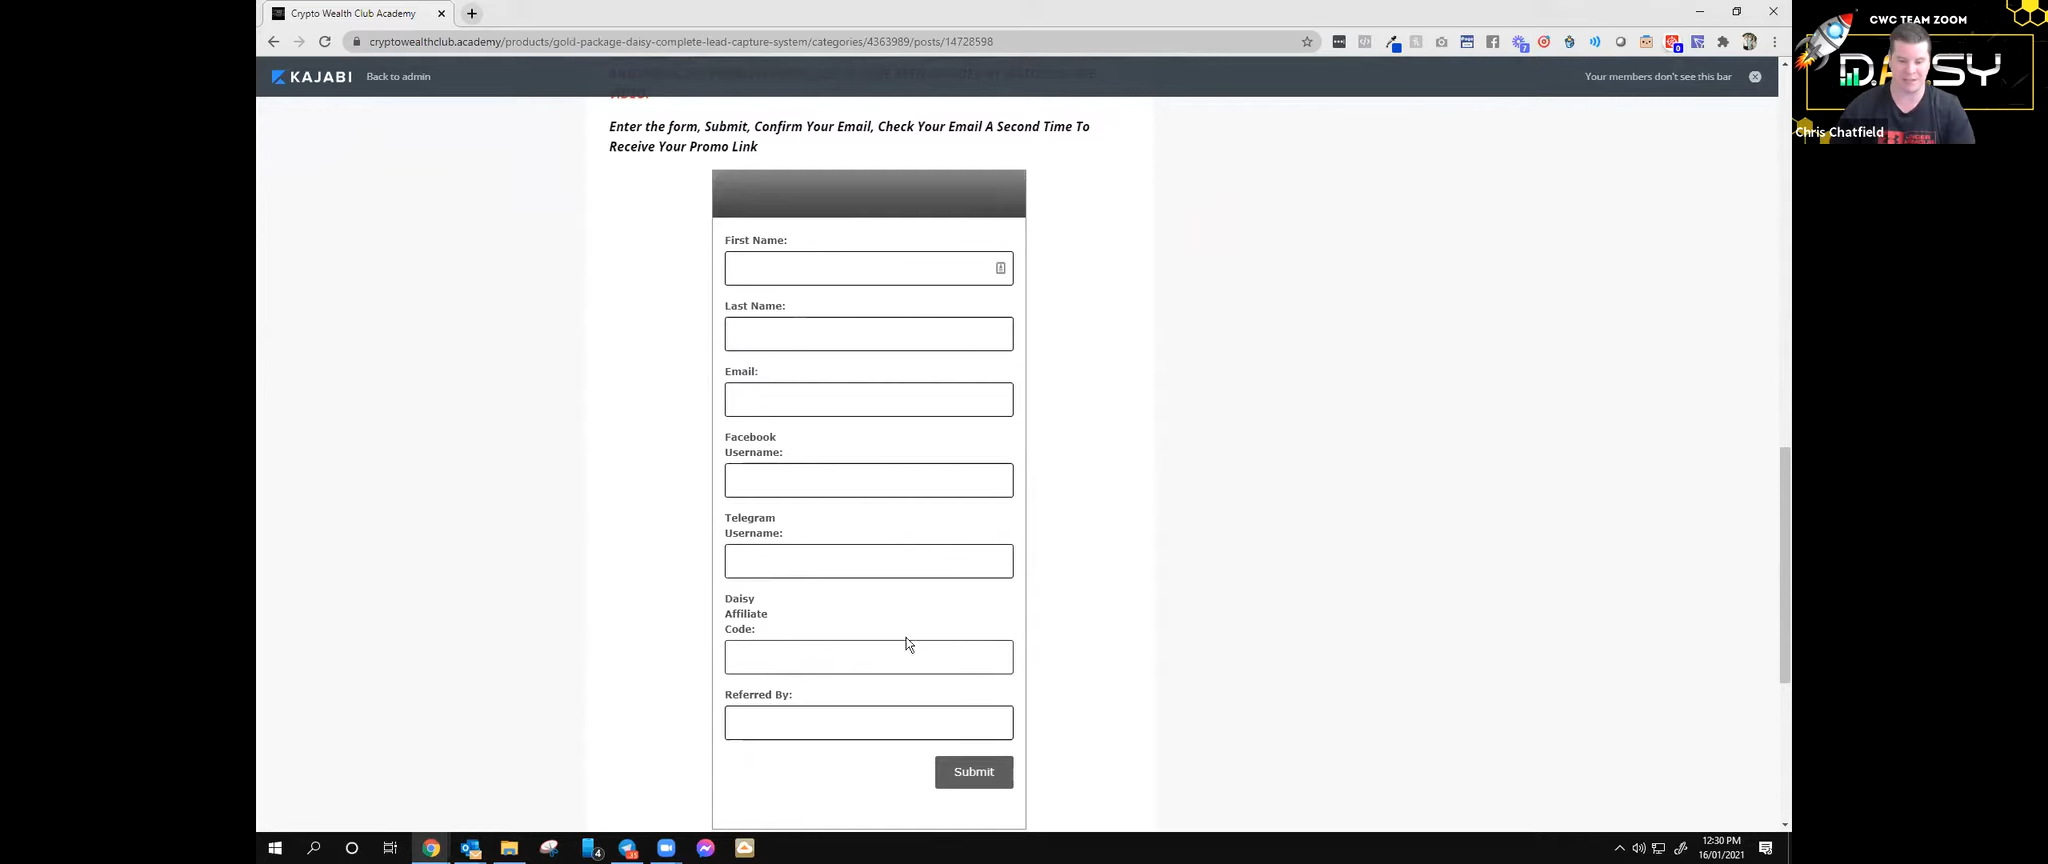 Crypto Wealth Club Academy
cryptowealthclub.academy/products/gold-package-daisy-complete-lead-capture-system/categories/4363989/posts/14728598
KAJABI
Back to admin
Your members don't see this bar
VIDEO.
Enter the form, Submit, Confirm Your Email, Check Your Email A Second Time To
Receive Your Promo Link
First Name:
Last Name:
Email:
Facebook
Username:
Telegram
Username:
Daisy
Affiliate
Code:
Referred By:
Submit
CWC TEAM ZOOM
Chris Chatfield
12:30 PM
16/01/2021